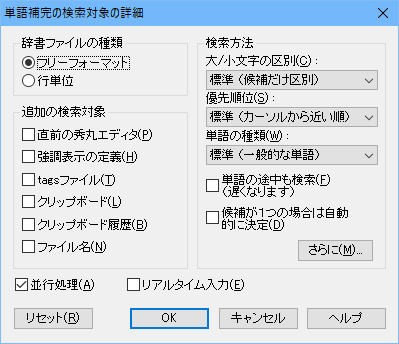 単語補完の検索対象の詳細
辞書ファイルの種類
フリーフォーマット
行単位
追加の検索対象
直前の秀丸エディタ(P)
強調表示の定義(H)
tagsファイル(T)
クリップボード(L)
クリップボード履歴(B)
ファイル名(N)
検索方法
大/小文字の区別(C)：
標準（候補だけ区別）
優先順位(S)：
標準（カーソルから近い順）
単語の種類(W)：
標準（一般的な単語）
単語の途中も検索(F)
（遅くなります）
候補が１つの場合は自動
的に決定(D)
さらに(M)...
並行処理(A)
リアルタイム入力(E)
リセット(R)
OK
キャンセル
ヘルプ